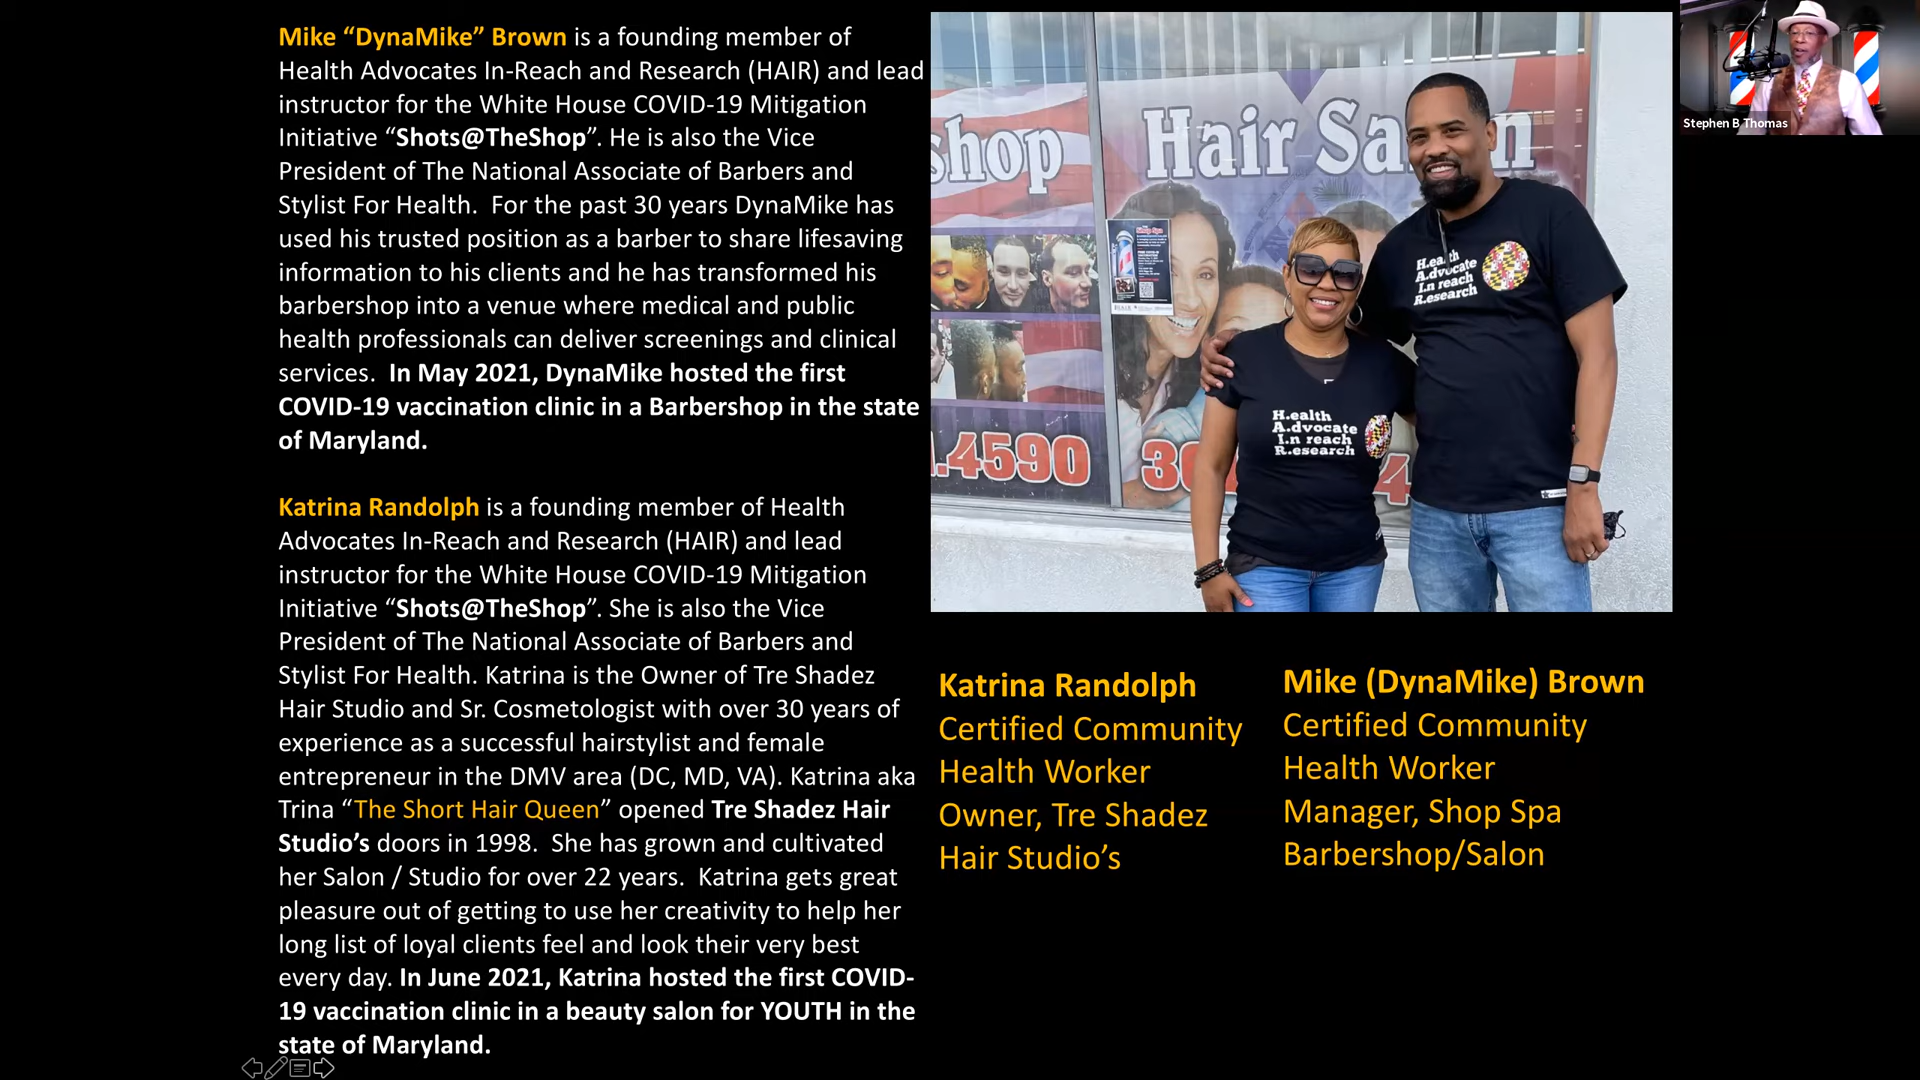 Mike “DynaMike” Brown is a founding member of
Health Advocates In-Reach and Research (HAIR) and lead
instructor for the White House COVID-19 Mitigation
Initiative “Shots@TheShop”. He is also the Vice
President of The National Associate of Barbers and
Stylist For Health.  For the past 30 years DynaMike has
used his trusted position as a barber to share lifesaving
information to his clients and he has transformed his
barbershop into a venue where medical and public
health professionals can deliver screenings and clinical
services.  In May 2021, DynaMike hosted the first
COVID-19 vaccination clinic in a Barbershop in the state
of Maryland.
Katrina Randolph is a founding member of Health
Advocates In-Reach and Research (HAIR) and lead
instructor for the White House COVID-19 Mitigation
Initiative “Shots@TheShop”. She is also the Vice
President of The National Associate of Barbers and
Stylist For Health. Katrina is the Owner of Tre Shadez
Hair Studio and Sr. Cosmetologist with over 30 years of
experience as a successful hairstylist and female
entrepreneur in the DMV area (DC, MD, VA). Katrina aka
Trina “The Short Hair Queen” opened Tre Shadez Hair
Studio’s doors in 1998.  She has grown and cultivated
her Salon / Studio for over 22 years.  Katrina gets great
pleasure out of getting to use her creativity to help her
long list of loyal clients feel and look their very best
every day. In June 2021, Katrina hosted the first COVID-
19 vaccination clinic in a beauty salon for YOUTH in the
state of Maryland.
shop Hair Sa on
Shop Spa
H.ealth
A.dvocate
I.n reach
R.esearch
H.ealth
A.dvocate
I.n reach
R.esearch
.4590 30 4
Katrina Randolph
Certified Community
Health Worker
Owner, Tre Shadez
Hair Studio’s
Mike (DynaMike) Brown
Certified Community
Health Worker
Manager, Shop Spa
Barbershop/Salon
Stephen B Thomas